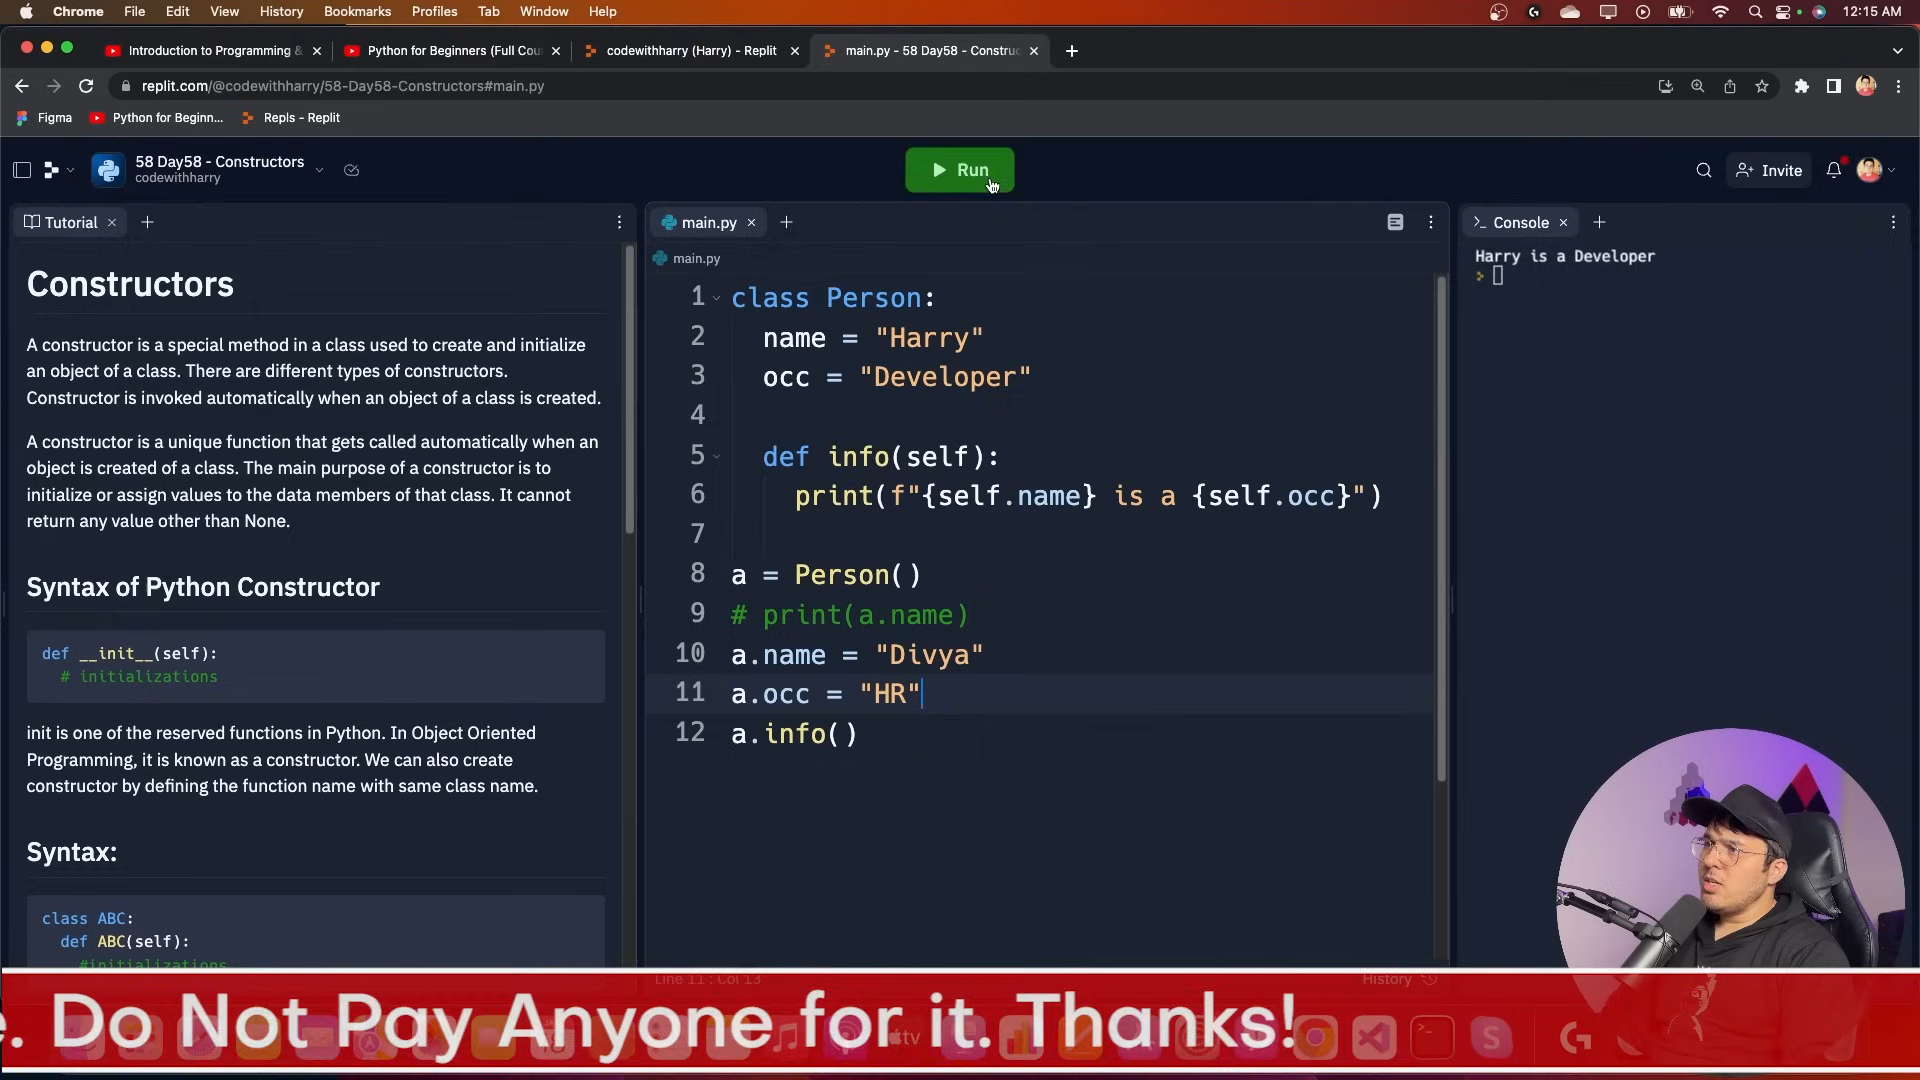 Chrome File Edit View History Bookmarks Profiles Tab Window Help 12:15 AM
Introduction to Programming &
Python for Beginners (Full Cou
codewithharry (Harry) - Replit
main.py - 58 Day58 - Construc
replit.com/@codewithharry/58-Day58-Constructors#main.py
Figma Python for Beginn... Repls - Replit
58 Day58 - Constructors
codewithharry
Run
Invite
Tutorial
Constructors
A constructor is a special method in a class used to create and initialize
an object of a class. There are different types of constructors.
Constructor is invoked automatically when an object of a class is created.
A constructor is a unique function that gets called automatically when an
object is created of a class. The main purpose of a constructor is to
initialize or assign values to the data members of that class. It cannot
return any value other than None.
Syntax of Python Constructor
def __init__(self):
# initializations
init is one of the reserved functions in Python. In Object Oriented
Programming, it is known as a constructor. We can also create
constructor by defining the function name with same class name.
Syntax:
class ABC:
def ABC(self):
#initializations
main.py
main.py
1 class Person:
2 name = "Harry"
3 occ = "Developer"
4
5 def info(self):
6 print(f"{self.name} is a {self.occ}")
7
8 a = Person()
9 # print(a.name)
10 a.name = "Divya"
11 a.occ = "HR"
12 a.info()
Line 11 : Col 13
History
Console
Harry is a Developer
e. Do Not Pay Anyone for it. Thanks!